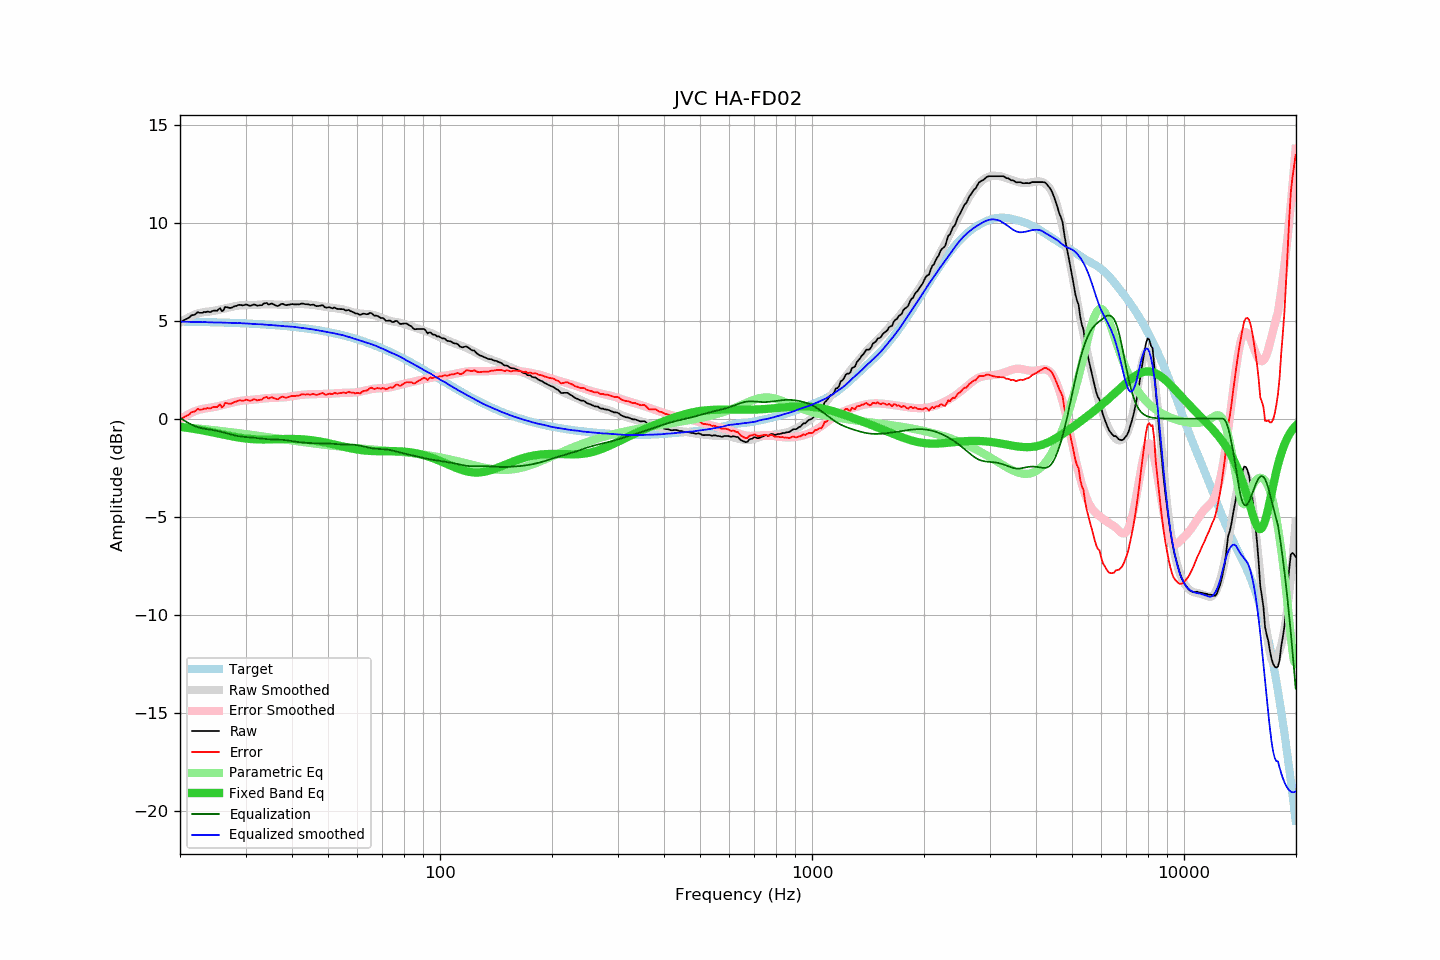 JVC HA-FD02
15
10
5
0
−5
−10
−15
−20
Amplitude (dBr)
Target
Raw Smoothed
Error Smoothed
Raw
Error
Parametric Eq
Fixed Band Eq
Equalization
Equalized smoothed
100
1000
10000
Frequency (Hz)